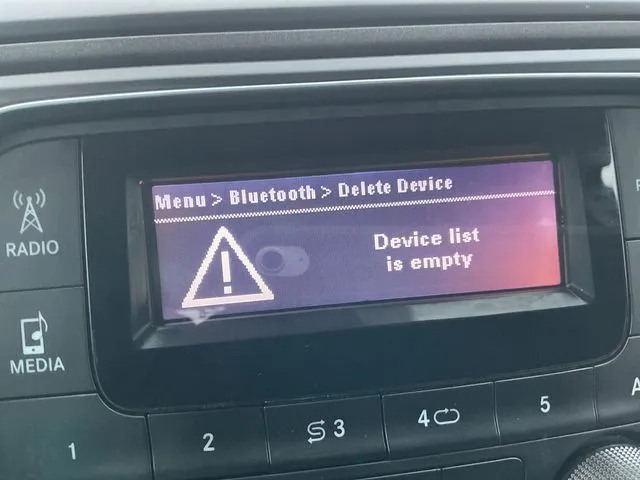 Menu > Bluetooth > Delete Device
Device list
is empty
RADIO
MEDIA
1
2
3
4
5
A